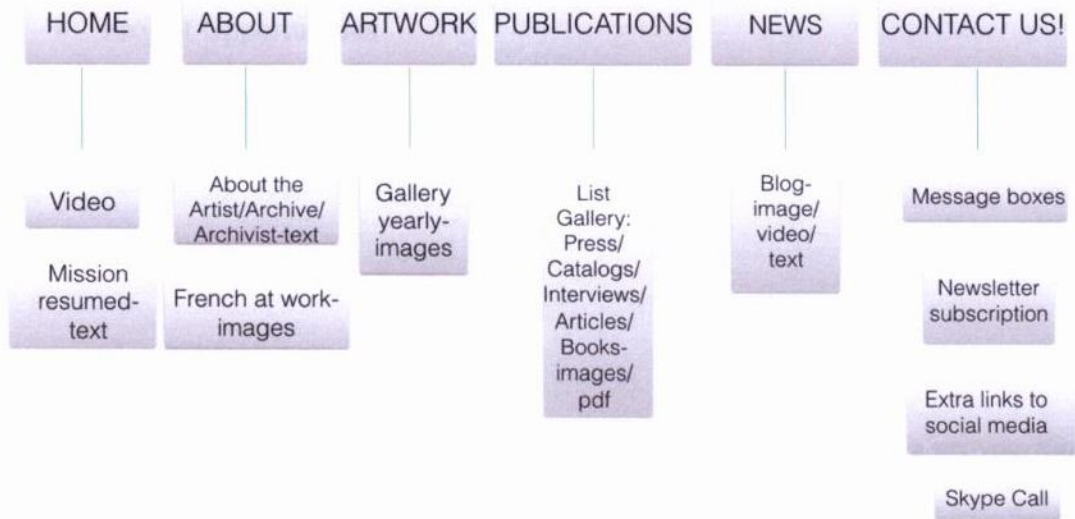 HOME
ABOUT
ARTWORK
PUBLICATIONS
NEWS
CONTACT US!
Video
Mission
resumed-
text
About the
Artist/Archive/
Archivist-text
French at work-
images
Gallery
yearly-
images
List
Gallery:
Press/
Catalogs/
Interviews/
Articles/
Books-
images/
pdf
Blog-
image/
video/
text
Message boxes
Newsletter
subscription
Extra links to
social media
Skype Call